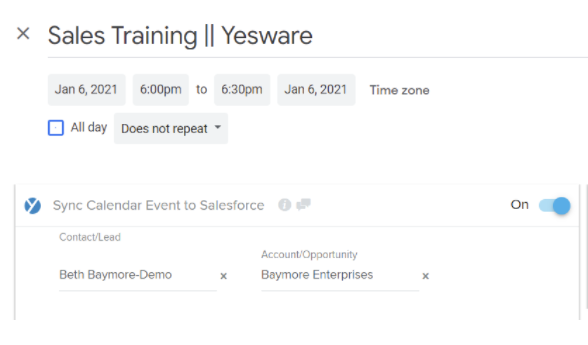 × Sales Training || Yesware
Jan 6, 2021 6:00pm to 6:30pm Jan 6, 2021 Time zone
All day Does not repeat
Sync Calendar Event to Salesforce On
Contact/Lead
Account/Opportunity
Beth Baymore-Demo × Baymore Enterprises ×